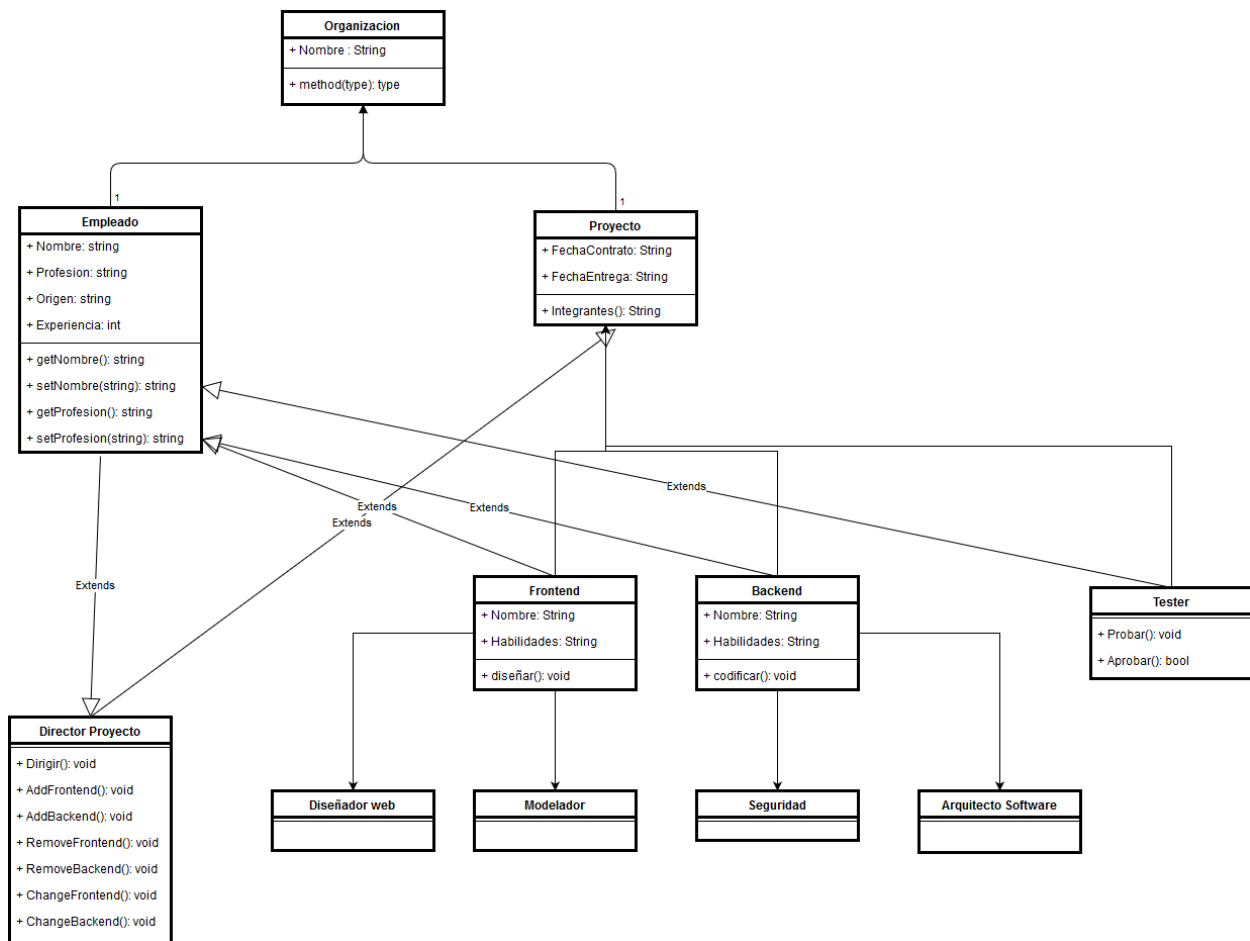 Organizacion
+ Nombre : String
+ method(type): type
1
1
Empleado
+ Nombre: string
+ Profesion: string
+ Origen: string
+ Experiencia: int
+ getNombre(): string
+ setNombre(string): string
+ getProfesion(): string
+ setProfesion(string): string
Proyecto
+ FechaContrato: String
+ FechaEntrega: String
+ Integrantes(): String
Extends
Extends
Extends
Extends
Extends
Frontend
+ Nombre: String
+ Habilidades: String
+ diseñar(): void
Backend
+ Nombre: String
+ Habilidades: String
+ codificar(): void
Tester
+ Probar(): void
+ Aprobar(): bool
Director Proyecto
+ Dirigir(): void
+ AddFrontend(): void
+ AddBackend(): void
+ RemoveFrontend(): void
+ RemoveBackend(): void
+ ChangeFrontend(): void
+ ChangeBackend(): void
Diseñador web
Modelador
Seguridad
Arquitecto Software